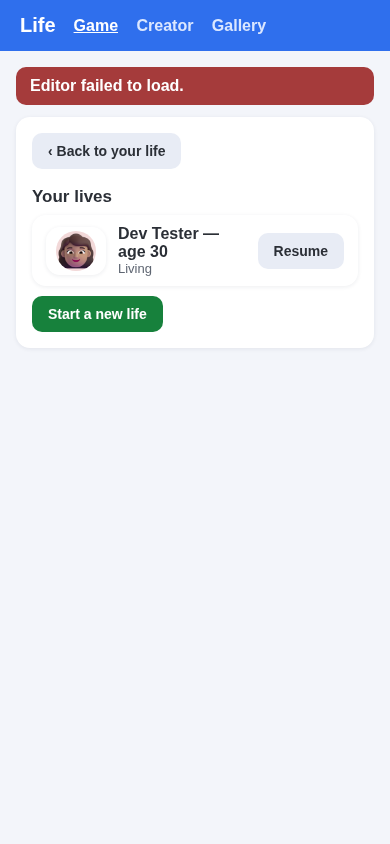 Life Game Creator Gallery
Editor failed to load.
‹ Back to your life
Your lives
Dev Tester —
age 30
Living
Resume
Start a new life